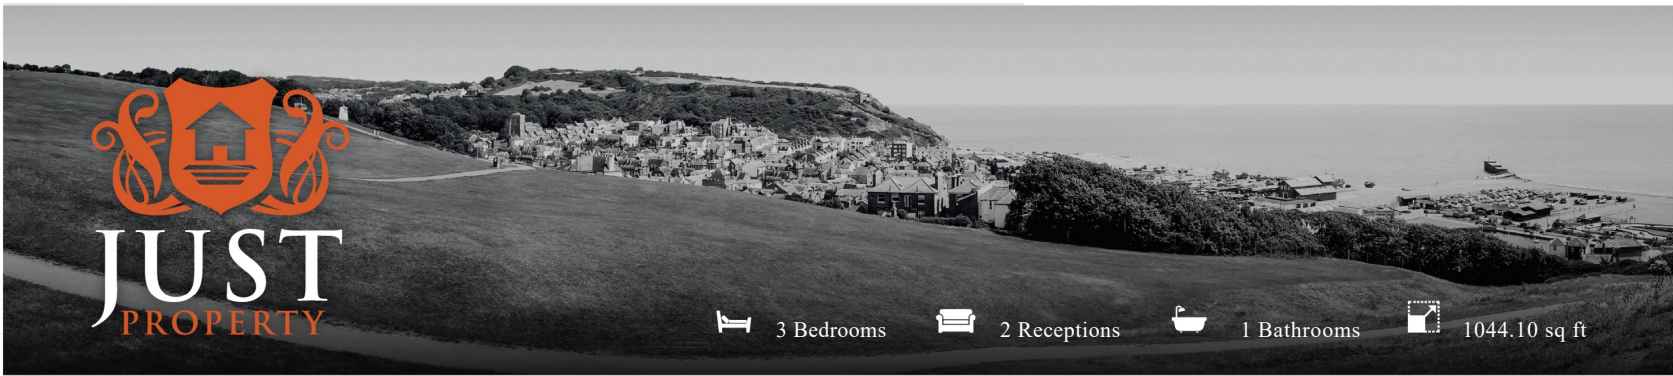 JUST
PROPERTY
3 Bedrooms
2 Receptions
1 Bathrooms
1044.10 sq ft